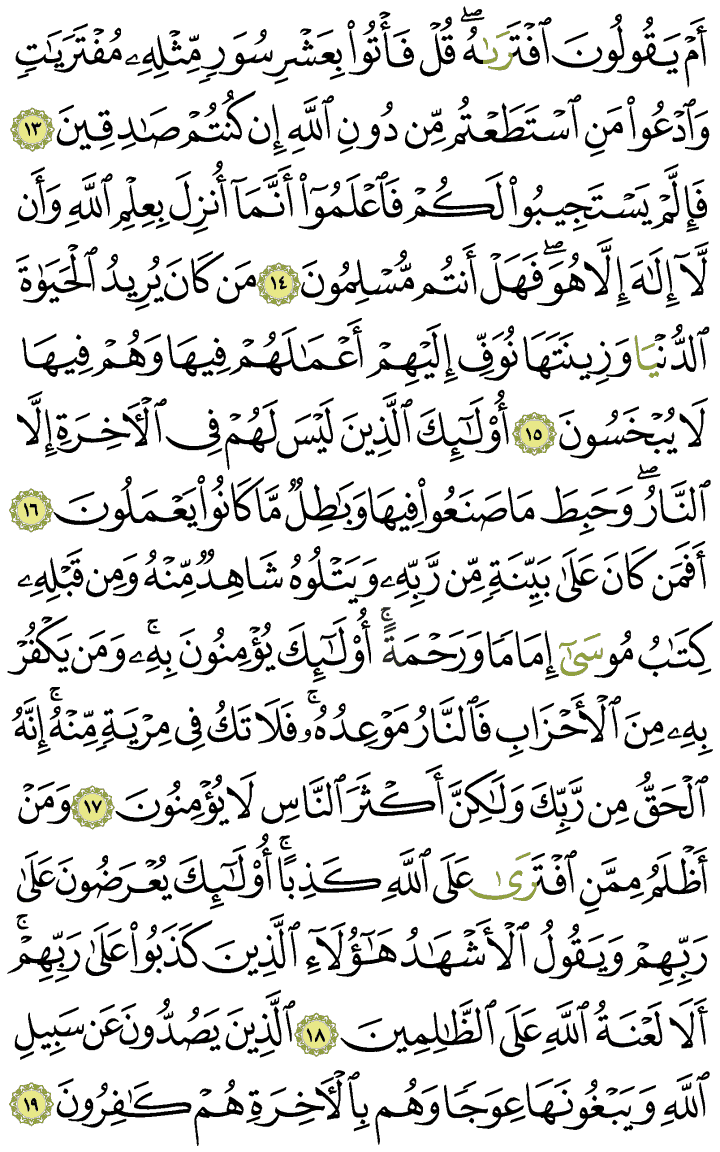 أَمْ يَقُولُونَ ٱفْتَرَىٰهُۖ قُلْ فَأْتُوا۟ بِعَشْرِ سُوَرٍۢ مِّثْلِهِۦ مُفْتَرَيَٰتٍۢ
وَٱدْعُوا۟ مَنِ ٱسْتَطَعْتُم مِّن دُونِ ٱللَّهِ إِن كُنتُمْ صَٰدِقِينَ ١٣
فَإِلَّمْ يَسْتَجِيبُوا۟ لَكُمْ فَٱعْلَمُوٓا۟ أَنَّمَآ أُنزِلَ بِعِلْمِ ٱللَّهِ وَأَن
لَّآ إِلَٰهَ إِلَّا هُوَۖ فَهَلْ أَنتُم مُّسْلِمُونَ ١٤ مَن كَانَ يُرِيدُ ٱلْحَيَوٰةَ
ٱلدُّنْيَا وَزِينَتَهَا نُوَفِّ إِلَيْهِمْ أَعْمَٰلَهُمْ فِيهَا وَهُمْ فِيهَا
لَا يُبْخَسُونَ ١٥ أُو۟لَٰٓئِكَ ٱلَّذِينَ لَيْسَ لَهُمْ فِى ٱلْـَٔاخِرَةِ إِلَّا
ٱلنَّارُۖ وَحَبِطَ مَا صَنَعُوا۟ فِيهَا وَبَٰطِلٌۭ مَّا كَانُوا۟ يَعْمَلُونَ ١٦
أَفَمَن كَانَ عَلَىٰ بَيِّنَةٍۢ مِّن رَّبِّهِۦ وَيَتْلُوهُ شَاهِدٌۭ مِّنْهُ وَمِن قَبْلِهِۦ
كِتَٰبُ مُوسَىٰٓ إِمَامًۭا وَرَحْمَةًۚ أُو۟لَٰٓئِكَ يُؤْمِنُونَ بِهِۦۚ وَمَن يَكْفُرْ
بِهِۦ مِنَ ٱلْأَحْزَابِ فَٱلنَّارُ مَوْعِدُهُۥۚ فَلَا تَكُ فِى مِرْيَةٍۢ مِّنْهُۚ إِنَّهُ
ٱلْحَقُّ مِن رَّبِّكَ وَلَٰكِنَّ أَكْثَرَ ٱلنَّاسِ لَا يُؤْمِنُونَ ١٧ وَمَنْ
أَظْلَمُ مِمَّنِ ٱفْتَرَىٰ عَلَى ٱللَّهِ كَذِبًاۚ أُو۟لَٰٓئِكَ يُعْرَضُونَ عَلَىٰ
رَبِّهِمْ وَيَقُولُ ٱلْأَشْهَٰدُ هَٰٓؤُلَآءِ ٱلَّذِينَ كَذَبُوا۟ عَلَىٰ رَبِّهِمْۚ
أَلَا لَعْنَةُ ٱللَّهِ عَلَى ٱلظَّٰلِمِينَ ١٨ ٱلَّذِينَ يَصُدُّونَ عَن سَبِيلِ
ٱللَّهِ وَيَبْغُونَهَا عِوَجًۭا وَهُم بِٱلْـَٔاخِرَةِ هُمْ كَٰفِرُونَ ١٩